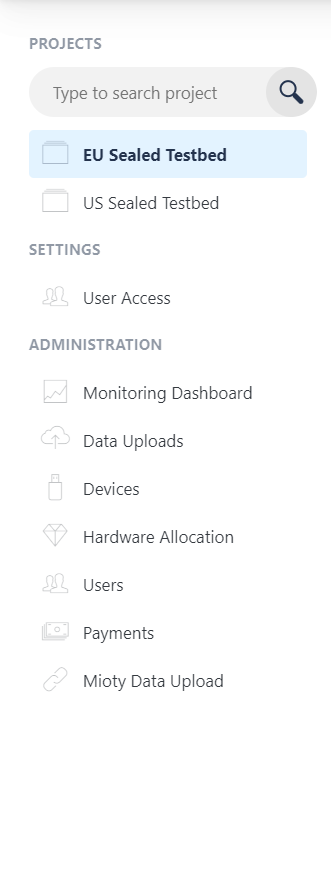 PROJECTS
Type to search project
EU Sealed Testbed
US Sealed Testbed
SETTINGS
User Access
ADMINISTRATION
Monitoring Dashboard
Data Uploads
Devices
Hardware Allocation
Users
Payments
Mioty Data Upload